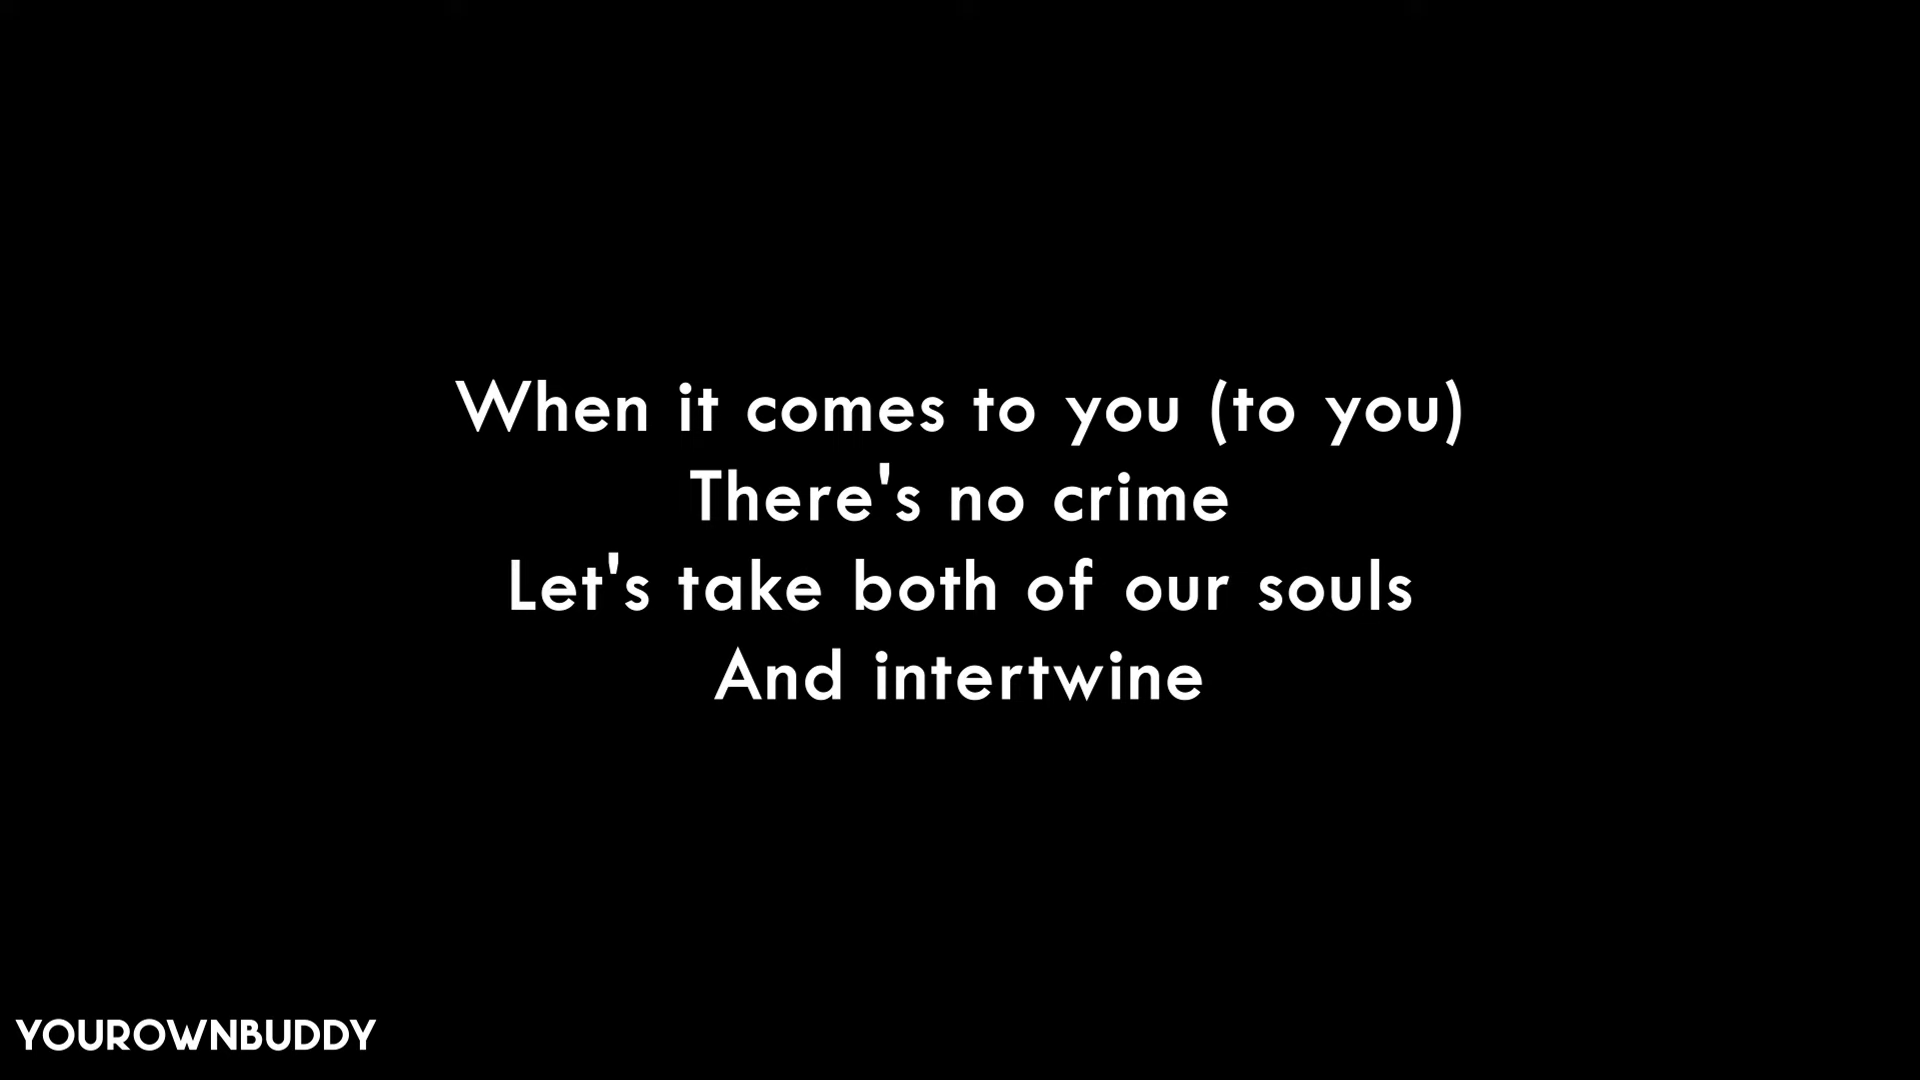 When it comes to you (to you)
There's no crime
Let's take both of our souls
And intertwine
YOUROWNBUDDY